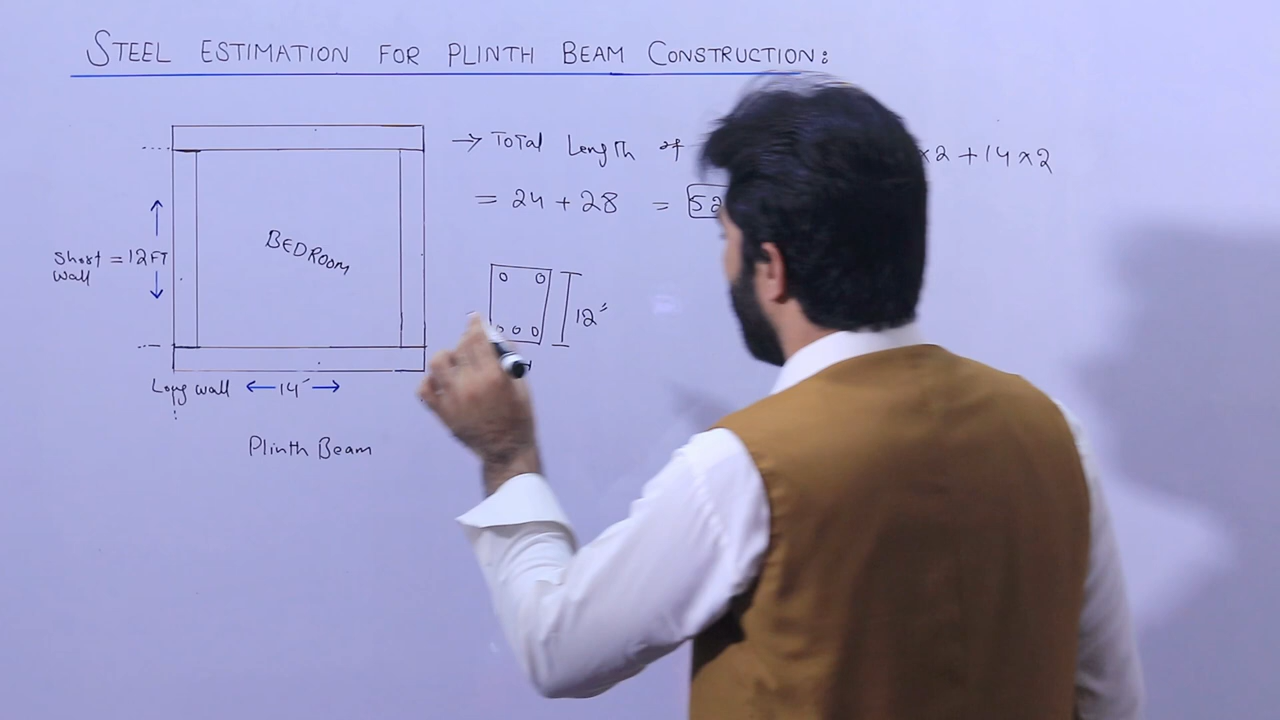 STEEL ESTIMATION FOR PLINTH BEAM CONSTRUCTION:
→ Total Length of
×2 + 14×2
= 24 + 28 = 52
BEDROOM
Short = 12FT
wall
12"
Long wall ← 14' →
Plinth Beam